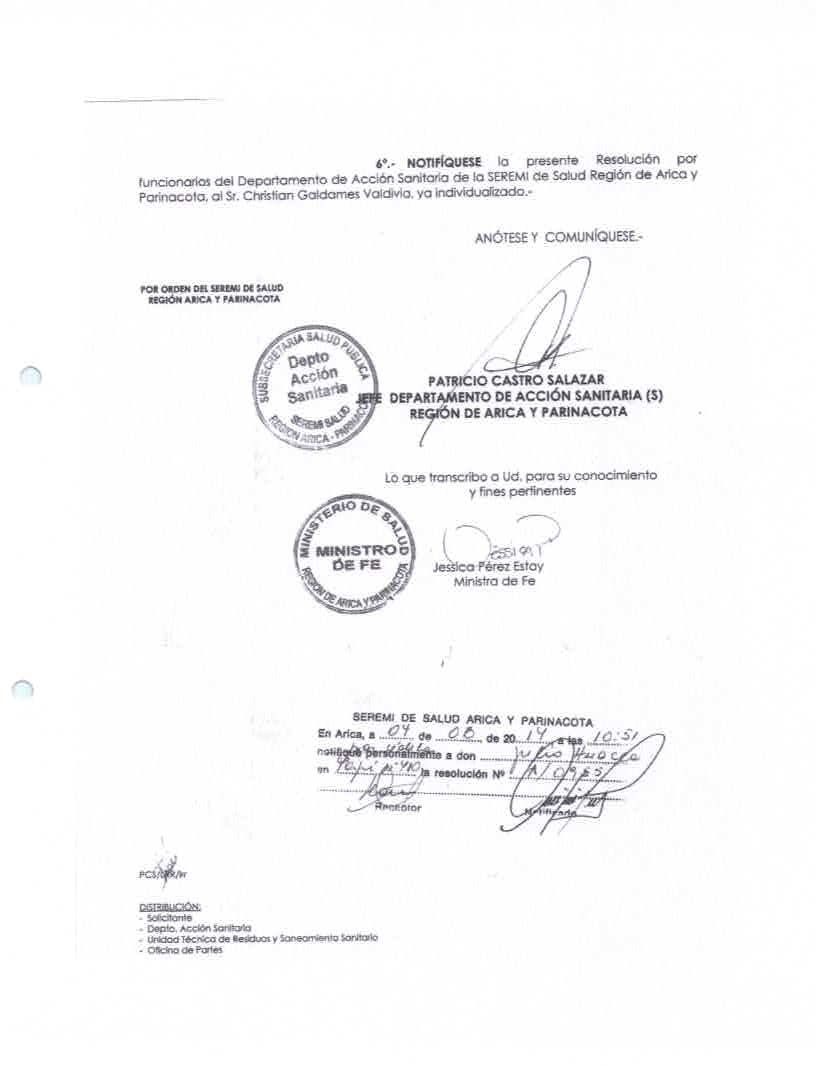 6º.- NOTIFÍQUESE la presente Resolución por
funcionarios del Departamento de Acción Sanitaria de la SEREMI de Salud Región de Arica y
Parinacota, al Sr. Christian Galdames Valdivia, ya individualizado.-
ANÓTESE Y COMUNÍQUESE.-
POR ORDEN DEL SEREMI DE SALUD
REGIÓN ARICA Y PARINACOTA
SUBSECRETARIA SALUD PUBLICA
Depto
Acción
Sanitaria
SEREMI SALUD
REGION ARICA - PARINACOTA
PATRICIO CASTRO SALAZAR
JEFE DEPARTAMENTO DE ACCIÓN SANITARIA (S)
REGIÓN DE ARICA Y PARINACOTA
Lo que transcribo a Ud. para su conocimiento
y fines pertinentes
MINISTERIO DE SALUD
MINISTRO
DE FE
REGION DE ARICA Y PARINACOTA
Jessica Pérez Estay
Ministra de Fe
SEREMI DE SALUD ARICA Y PARINACOTA
En Arica, a 04 de 08 de 2014, a las 10:51
notifiqué personalmente a don
en la resolución Nº
Receptor Notificado
DISTRIBUCIÓN:
- Solicitante
- Depto. Acción Sanitaria
- Unidad Técnica de Residuos y Saneamiento Sanitario
- Oficina de Partes